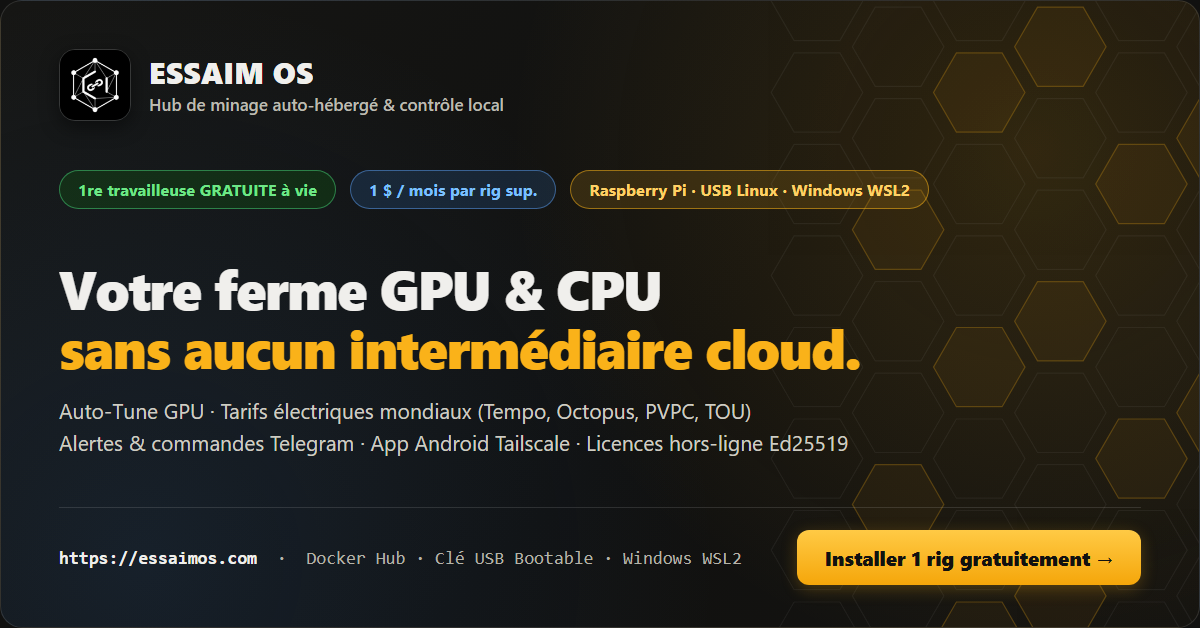 ESSAIM OS
Hub de minage auto-hébergé & contrôle local
1re travailleuse GRATUITE à vie
1 $ / mois par rig sup.
Raspberry Pi · USB Linux · Windows WSL2
Votre ferme GPU & CPU
sans aucun intermédiaire cloud.
Auto-Tune GPU · Tarifs électriques mondiaux (Tempo, Octopus, PVPC, TOU)
Alertes & commandes Telegram · App Android Tailscale · Licences hors-ligne Ed25519
https://essaimos.com · Docker Hub · Clé USB Bootable · Windows WSL2
Installer 1 rig gratuitement →